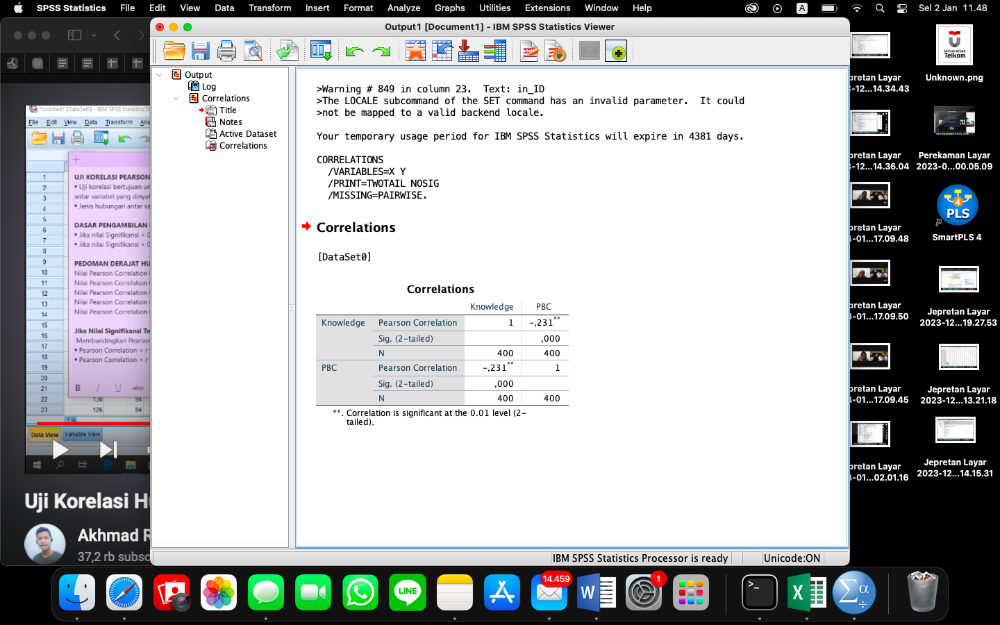 SPSS Statistics File Edit View Data Transform Insert Format Analyze Graphs Utilities Extensions Window Help A Sel 2 Jan 11.48
Output1 [Document1] - IBM SPSS Statistics Viewer
Output
Log
Correlations
Title
Notes
Active Dataset
Correlations
>Warning # 849 in column 23. Text: in_ID
>The LOCALE subcommand of the SET command has an invalid parameter. It could
>not be mapped to a valid backend locale.
Your temporary usage period for IBM SPSS Statistics will expire in 4381 days.
CORRELATIONS
/VARIABLES=X Y
/PRINT=TWOTAIL NOSIG
/MISSING=PAIRWISE.
Correlations
[DataSet0]
Correlations
Knowledge PBC
Knowledge Pearson Correlation 1 -,231**
Sig. (2-tailed) ,000
N 400 400
PBC Pearson Correlation -,231** 1
Sig. (2-tailed) ,000
N 400 400
**. Correlation is significant at the 0.01 level (2-
tailed).
IBM SPSS Statistics Processor is ready Unicode:ON
*Untitled1 [DataSet0] - IBM SPSS Statistics D
File Edit View Data Transform Ana
UJI KORELASI PEARSON
• Uji korelasi bertujuan un
antar variabel yang dinya
• Jenis hubungan antar va
DASAR PENGAMBILAN
• Jika nilai Signifikansi < 0
• Jika nilai Signifikansi > 0
PEDOMAN DERAJAT HU
Nilai Pearson Correlation
Nilai Pearson Correlation
Nilai Pearson Correlation
Nilai Pearson Correlation
Nilai Pearson Correlation
Jika Nilai Signifikansi Te
Membandingkan Pearson
• Pearson Correlation > r
• Pearson Correlation < r
B I U abc
1
2
3
4
5
6
7
8
9
10
11
12
13
14
15
16
17
18
19
20
21
22 138 94
23 126 94
Data View Variable View
Uji Korelasi H
Akhmad R
37,2 rb subsc
pretan Layar
-12...14.34.43
pretan Layar
-12...14.36.04
pretan Layar
-01...17.09.48
pretan Layar
-01...17.09.50
pretan Layar
-01...17.09.45
pretan Layar
-01...02.01.16
Universitas
Telkom
Unknown.png
Perekaman Layar
2023-0...00.05.09
4
PLS
SmartPLS 4
Jepretan Layar
2023-12...19.27.53
Jepretan Layar
2023-12...13.21.18
Jepretan Layar
2023-12...14.15.31
LINE
14.459
W
1
>_
X
Σα
÷